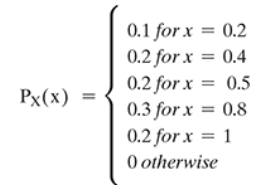 0.1 for x = 0.2
0.2 for x = 0.4
0.2 for x = 0.5
P_X(x) =
0.3 for x = 0.8
0.2 for x = 1
0 otherwise